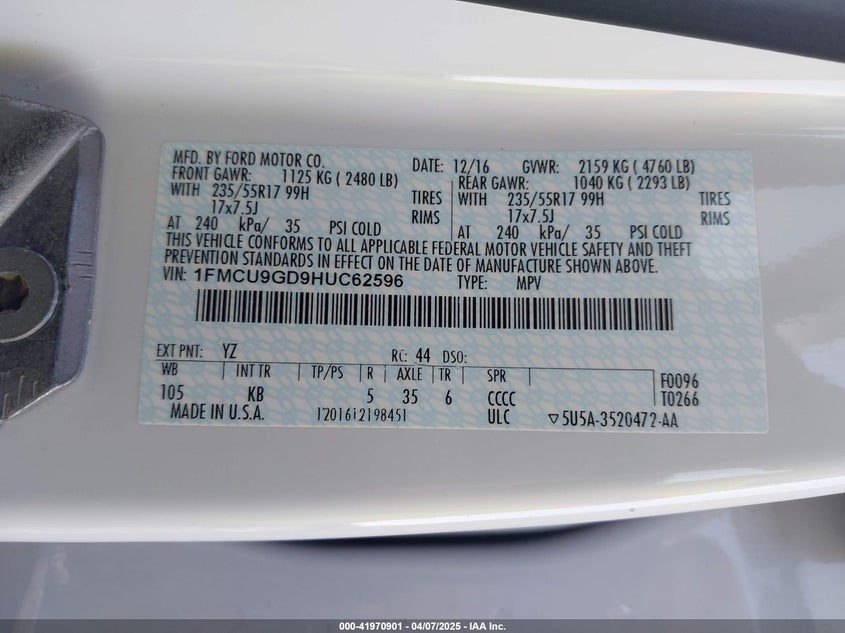 MFD. BY FORD MOTOR CO. DATE: 12/16 GVWR: 2159 KG ( 4760 LB)
FRONT GAWR: 1125 KG ( 2480 LB) REAR GAWR: 1040 KG ( 2293 LB)
WITH 235/55R17 99H TIRES WITH 235/55R17 99H TIRES
17x7.5J RIMS 17x7.5J RIMS
AT 240 kPa/ 35 PSI COLD AT 240 kPa/ 35 PSI COLD
THIS VEHICLE CONFORMS TO ALL APPLICABLE FEDERAL MOTOR VEHICLE SAFETY AND THEFT
PREVENTION STANDARDS IN EFFECT ON THE DATE OF MANUFACTURE SHOWN ABOVE.
VIN: 1FMCU9GD9HUC62596 TYPE: MPV
EXT PNT: YZ RC: 44 DSO:
WB INT TR TP/PS R AXLE TR SPR F0096
105 KB 5 35 6 CCCC T0266
MADE IN U.S.A. 1201612198451 ULC ▽5U5A-3520472-AA
000-41970901 - 04/07/2025 - IAA Inc.